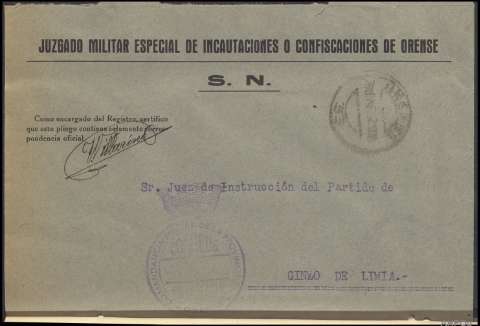 JUZGADO MILITAR ESPECIAL DE INCAUTACIONES O CONFISCACIONES DE ORENSE
S. N.
Como encargado del Registro, certifico
que este pliego contiene solamente corres-
pondencia oficial.
Sr. Juez de Instrucción del Partido de
GINZO DE LIMIA.-